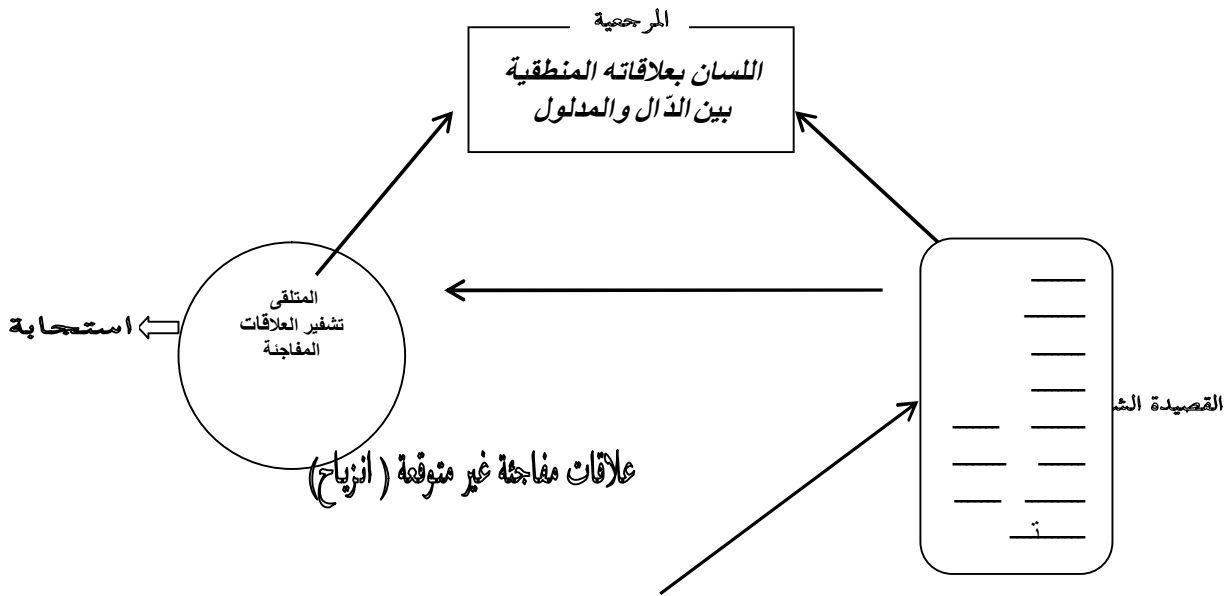 المرجعية
اللسان بعلاقاته المنطقية
بين الدّال والمدلول
المتلقى
تشفير العلاقات
المفاجئة
استجابة
القصيدة
علاقات مفاجئة غير متوقعة ( انزياح)